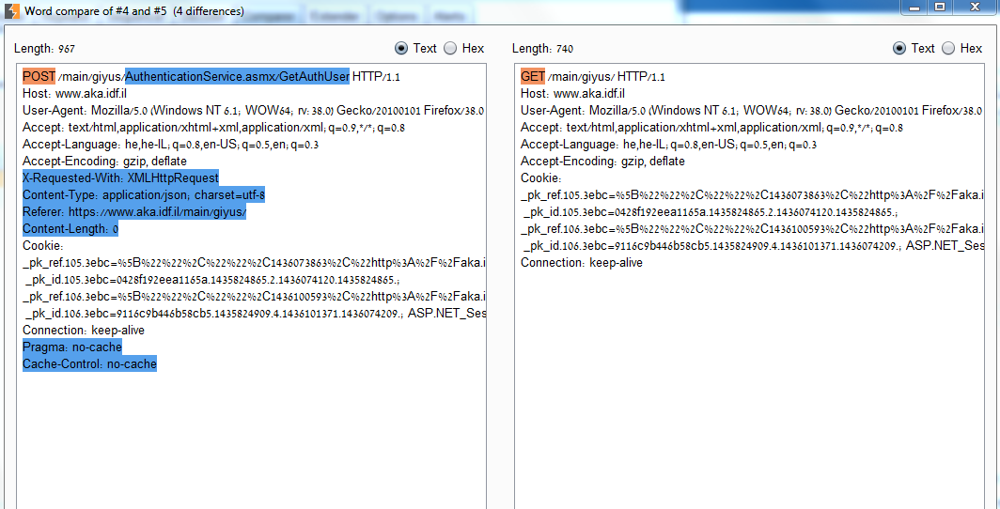 Word compare of #4 and #5 (4 differences)
Length: 967
Text Hex
POST /main/giyus/AuthenticationService.asmx/GetAuthUser HTTP/1.1
Host: www.aka.idf.il
User-Agent: Mozilla/5.0 (Windows NT 6.1; WOW64; rv: 38.0) Gecko/20100101 Firefox/38.0
Accept: text/html,application/xhtml+xml,application/xml; q=0.9,*/*; q=0.8
Accept-Language: he,he-IL; q=0.8,en-US; q=0.5,en; q=0.3
Accept-Encoding: gzip, deflate
X-Requested-With: XMLHttpRequest
Content-Type: application/json; charset=utf-8
Referer: https://www.aka.idf.il/main/giyus/
Content-Length: 0
Cookie:
_pk_ref.105.3ebc=%5B%22%22%2C%22%22%2C1436073863%2C%22http%3A%2F%2Faka.i
_pk_id.105.3ebc=0428f192eea1165a.1435824865.2.1436074120.1435824865.;
_pk_ref.106.3ebc=%5B%22%22%2C%22%22%2C1436100593%2C%22http%3A%2F%2Faka.i
_pk_id.106.3ebc=9116c9b446b58cb5.1435824909.4.1436101371.1436074209.; ASP.NET_Ses
Connection: keep-alive
Pragma: no-cache
Cache-Control: no-cache
Length: 740
Text Hex
GET /main/giyus/ HTTP/1.1
Host: www.aka.idf.il
User-Agent: Mozilla/5.0 (Windows NT 6.1; WOW64; rv: 38.0) Gecko/20100101 Firefox/38.0
Accept: text/html,application/xhtml+xml,application/xml; q=0.9,*/*; q=0.8
Accept-Language: he,he-IL; q=0.8,en-US; q=0.5,en; q=0.3
Accept-Encoding: gzip, deflate
Cookie:
_pk_ref.105.3ebc=%5B%22%22%2C%22%22%2C1436073863%2C%22http%3A%2F%2Faka.i
_pk_id.105.3ebc=0428f192eea1165a.1435824865.2.1436074120.1435824865.;
_pk_ref.106.3ebc=%5B%22%22%2C%22%22%2C1436100593%2C%22http%3A%2F%2Faka.i
_pk_id.106.3ebc=9116c9b446b58cb5.1435824909.4.1436101371.1436074209.; ASP.NET_Ses
Connection: keep-alive